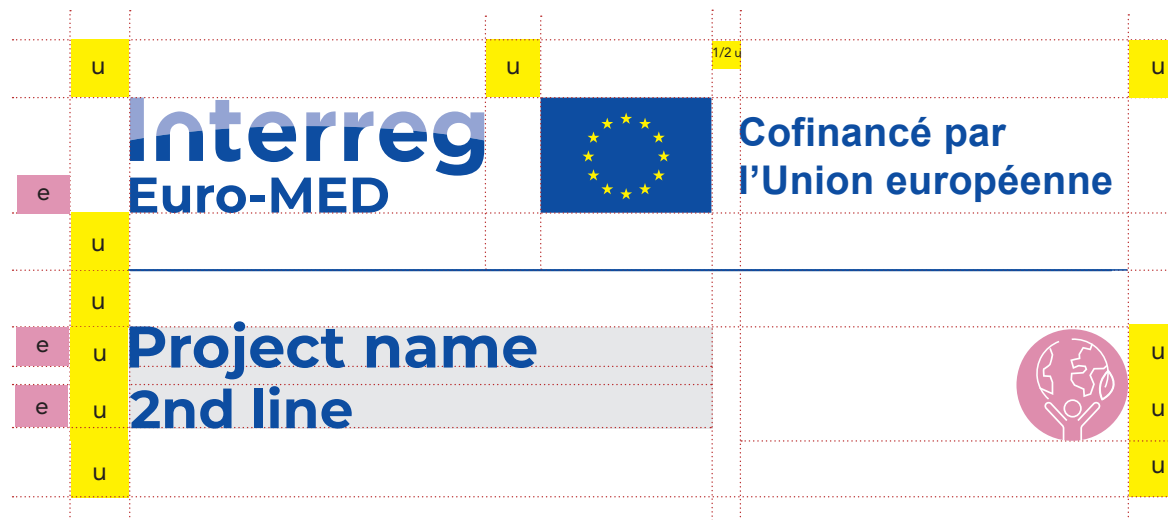 u u 1/2 u u
Interreg
Cofinancé par
e Euro-MED
l’Union européenne
u
u
e u Project name u
e u 2nd line u
u u